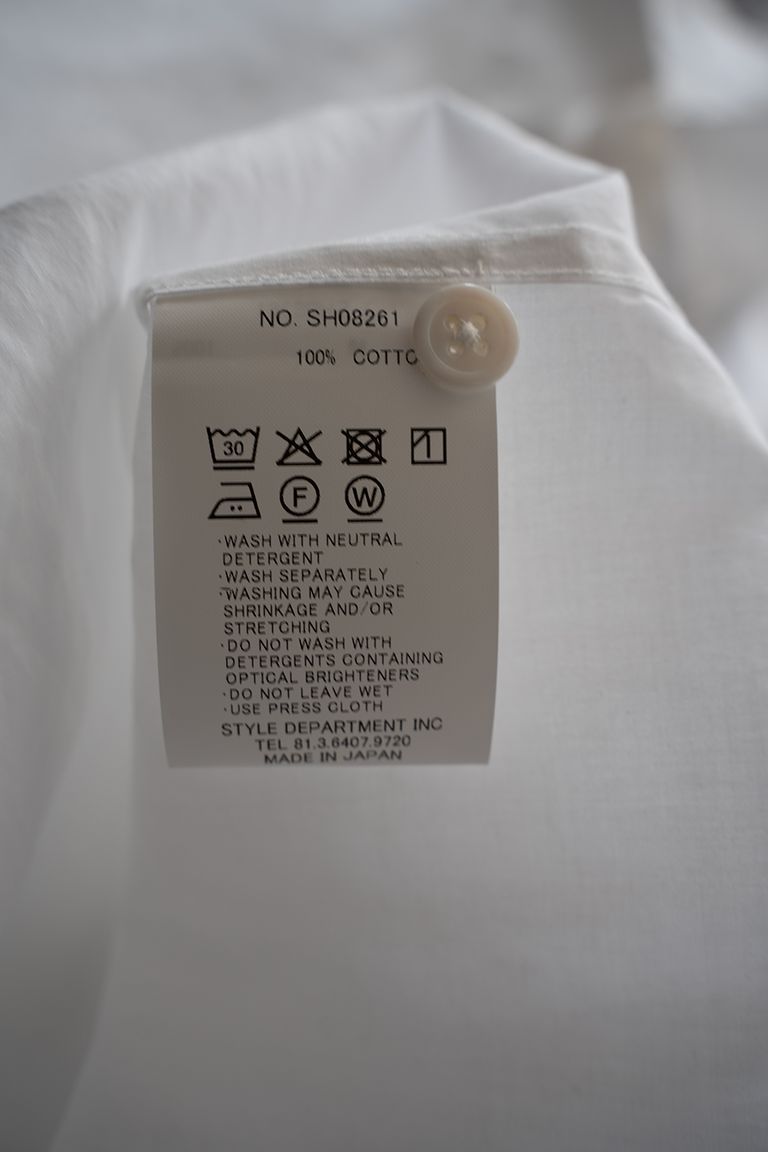 NO. SH08261
100% COTTO
30
F W
·WASH WITH NEUTRAL
DETERGENT
·WASH SEPARATELY
·WASHING MAY CAUSE
SHRINKAGE AND/OR
STRETCHING
·DO NOT WASH WITH
DETERGENTS CONTAINING
OPTICAL BRIGHTENERS
·DO NOT LEAVE WET
·USE PRESS CLOTH
STYLE DEPARTMENT INC
TEL 81.3.6407.9720
MADE IN JAPAN